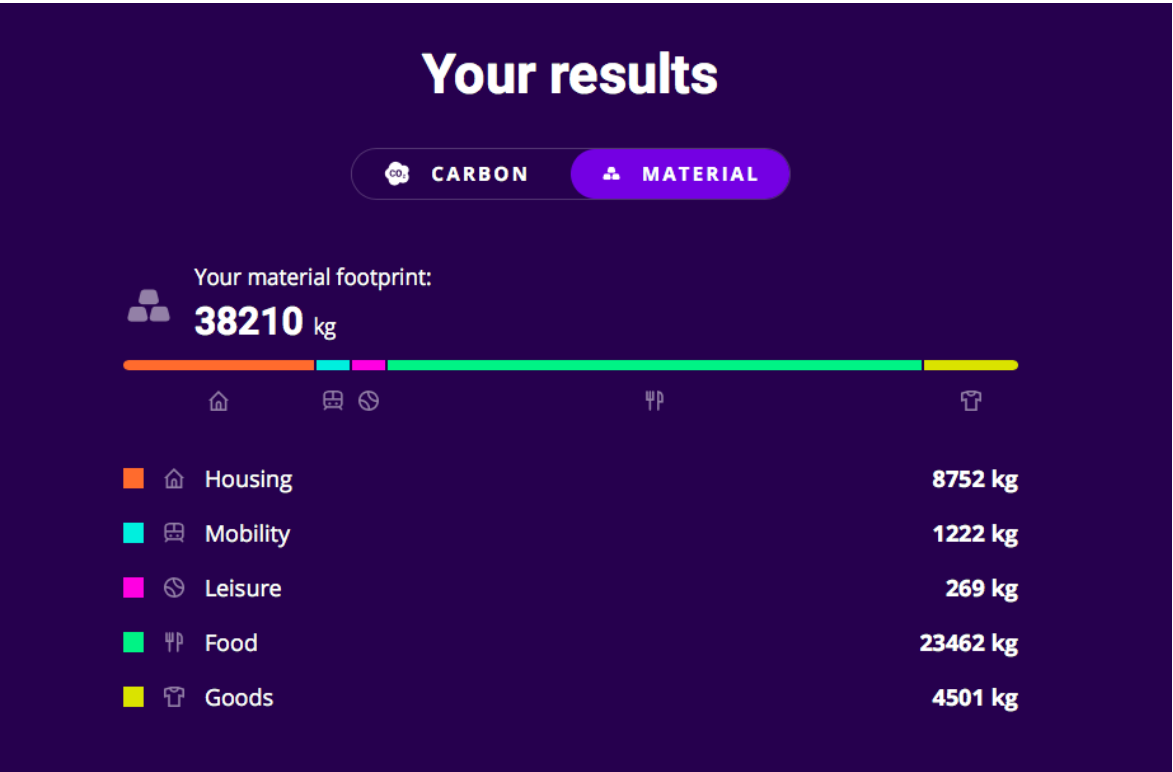 Your results
CO₂ CARBON MATERIAL
Your material footprint:
38210 kg
Housing 8752 kg
Mobility 1222 kg
Leisure 269 kg
Food 23462 kg
Goods 4501 kg